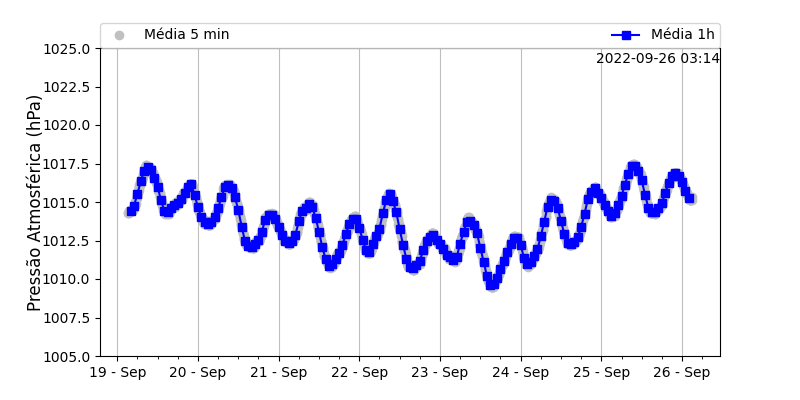 Média 5 min
Média 1h
2022-09-26 03:14
Pressão Atmosférica (hPa)
1025.0
1022.5
1020.0
1017.5
1015.0
1012.5
1010.0
1007.5
1005.0
19 - Sep
20 - Sep
21 - Sep
22 - Sep
23 - Sep
24 - Sep
25 - Sep
26 - Sep